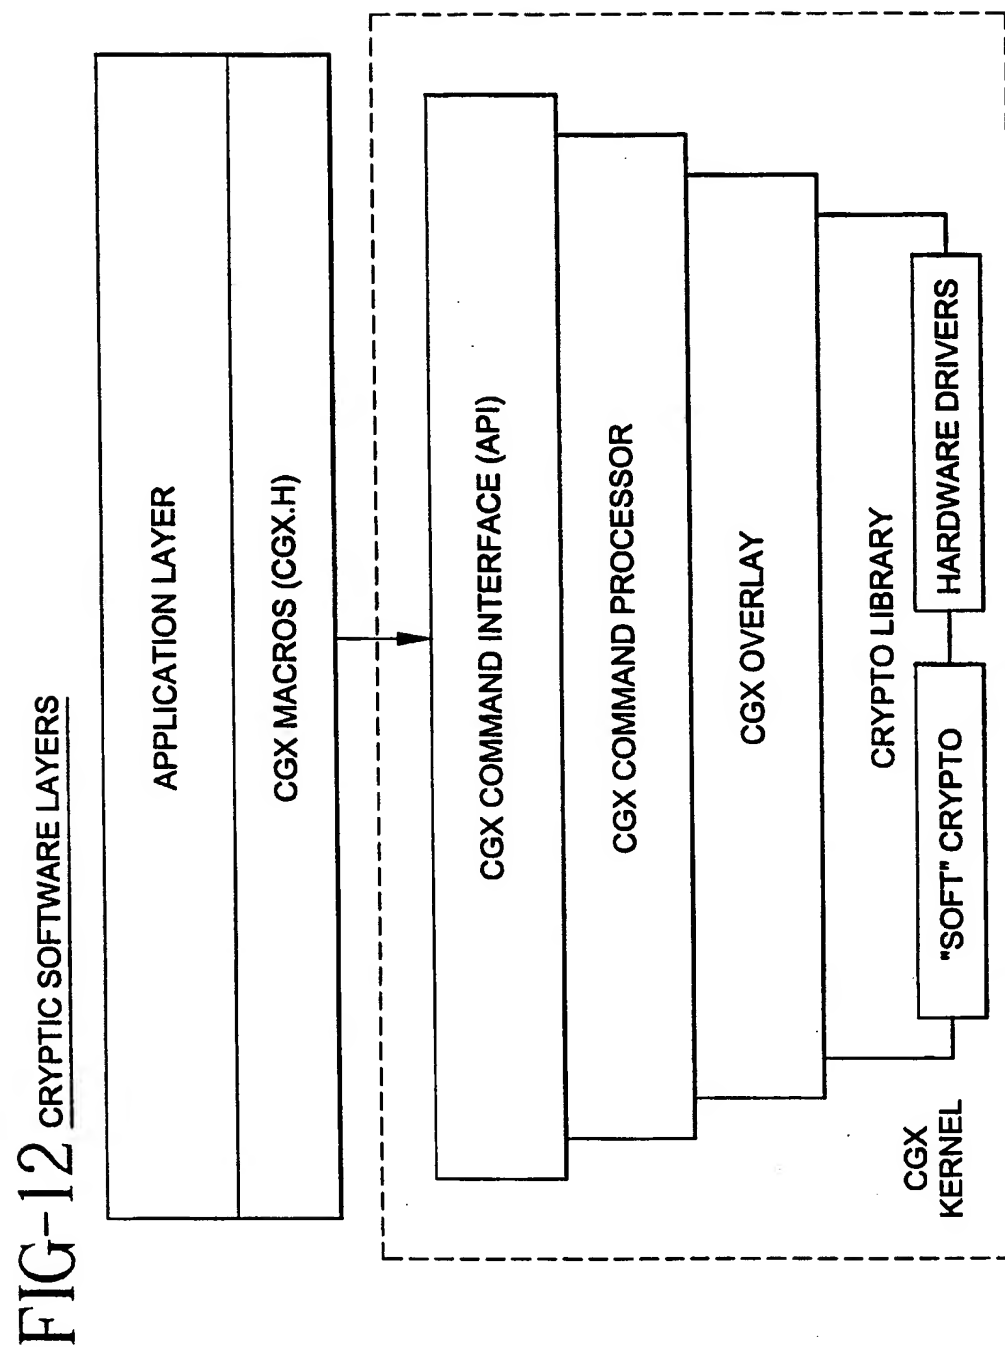 FIG-12 CRYPTIC SOFTWARE LAYERS
APPLICATION LAYER
CGX MACROS (CGX.H)
CGX COMMAND INTERFACE (API)
CGX COMMAND PROCESSOR
CGX OVERLAY
CRYPTO LIBRARY
"SOFT" CRYPTO
HARDWARE DRIVERS
CGX
KERNEL